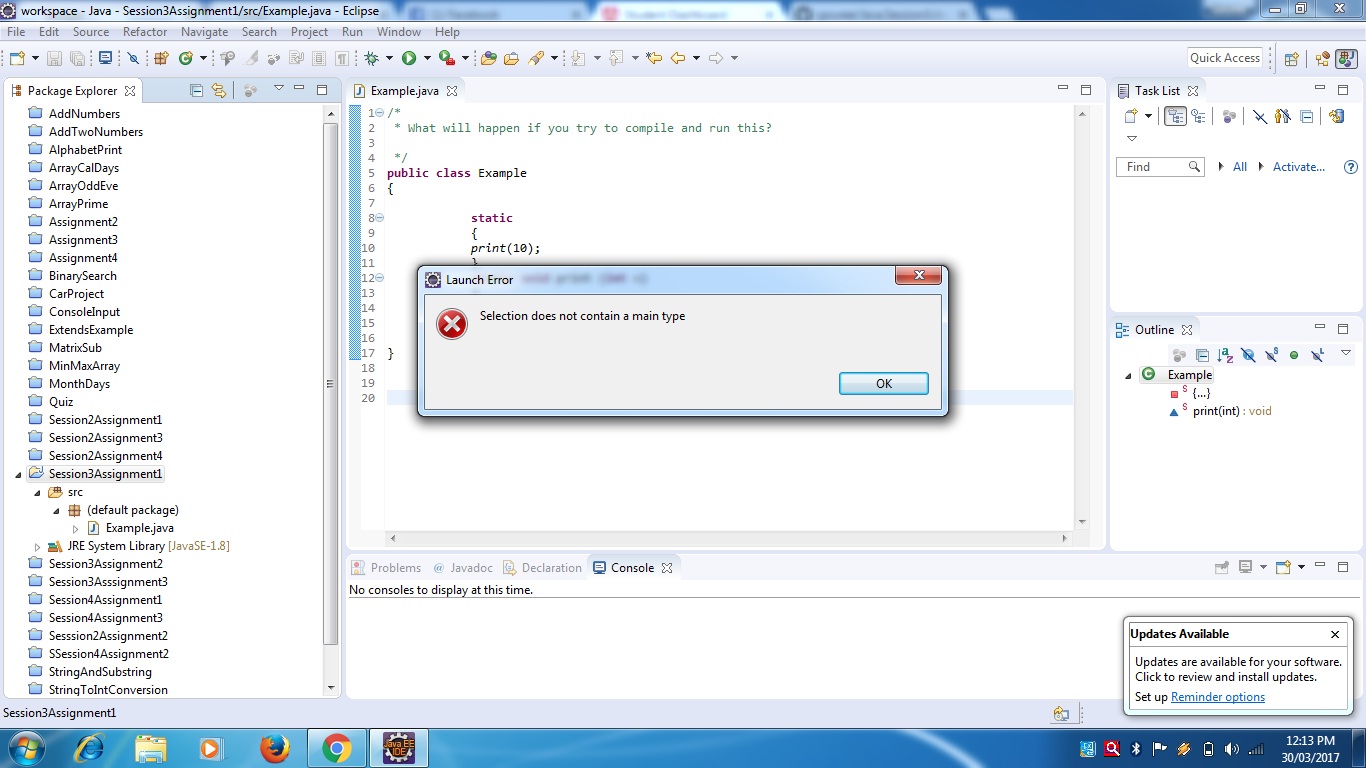 workspace - Java - Session3Assignment1/src/Example.java - Eclipse
File Edit Source Refactor Navigate Search Project Run Window Help
Quick Access
Package Explorer
AddNumbers
AddTwoNumbers
AlphabetPrint
ArrayCalDays
ArrayOddEve
ArrayPrime
Assignment2
Assignment3
Assignment4
BinarySearch
CarProject
ConsoleInput
ExtendsExample
MatrixSub
MinMaxArray
MonthDays
Quiz
Session2Assignment1
Session2Assignment3
Session2Assignment4
Session3Assignment1
src
(default package)
Example.java
JRE System Library [JavaSE-1.8]
Session3Assignment2
Session3Asssignment3
Session4Assignment1
Session4Assignment3
Sesssion2Assignment2
SSession4Assignment2
StringAndSubstring
StringToIntConversion
Example.java
1 /*
2 * What will happen if you try to compile and run this?
3
4 */
5 public class Example
6 {
7
8 static
9 {
10 print(10);
11 }
12 void print (int
13
14
15
16
17 }
18
19
20
Launch Error
Selection does not contain a main type
OK
Task List
Find All Activate...
Outline
Example
{...}
print(int) : void
Problems @ Javadoc Declaration Console
No consoles to display at this time.
Updates Available
Updates are available for your software.
Click to review and install updates.
Set up Reminder options
Session3Assignment1
Java EE
IDE
12:13 PM
30/03/2017